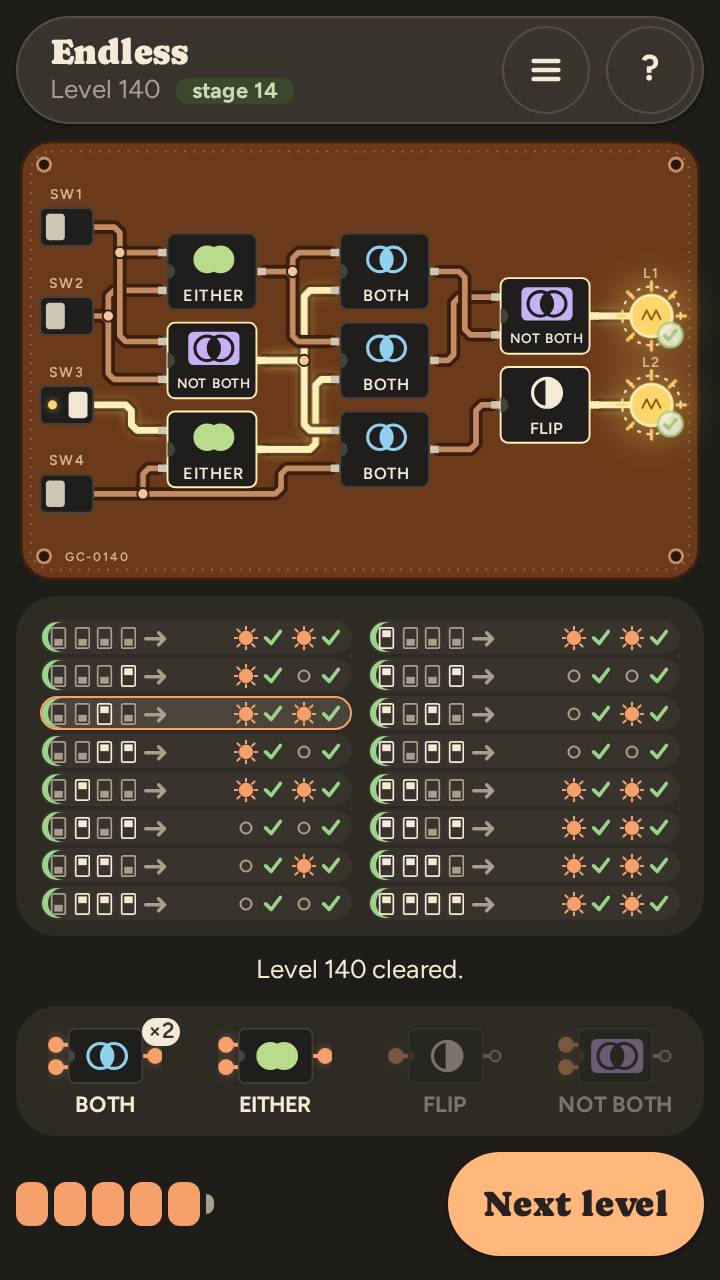 Endless
Level 140 stage 14
?
SW1
SW2
SW3
SW4
EITHER
NOT BOTH
EITHER
BOTH
BOTH
BOTH
NOT BOTH
FLIP
L1
L2
GC-0140
Level 140 cleared.
×2
BOTH
EITHER
FLIP
NOT BOTH
Next level